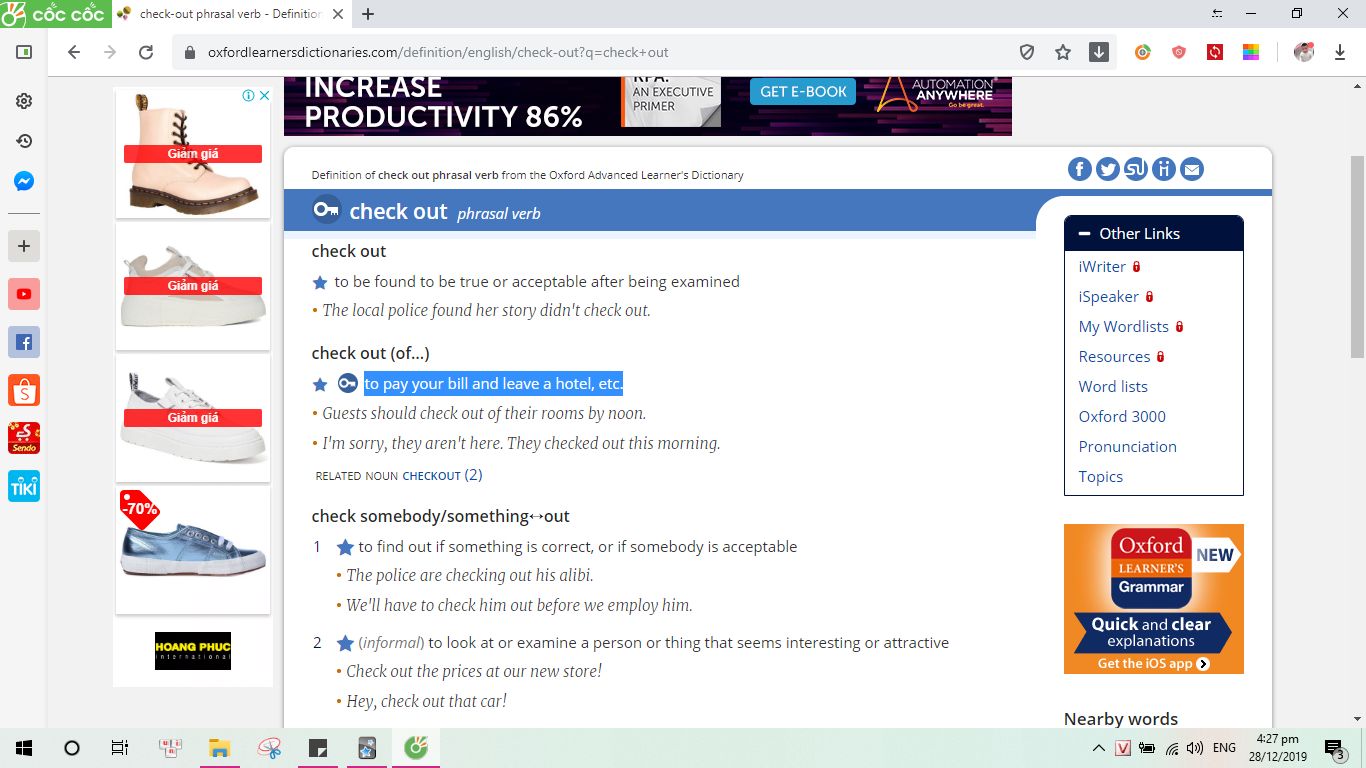 cốc cốc
check-out phrasal verb - Definition
oxfordlearnersdictionaries.com/definition/english/check-out?q=check+out
INCREASE
PRODUCTIVITY 86%
RPA:
AN EXECUTIVE
PRIMER
GET E-BOOK
AUTOMATION
ANYWHERE
Go be great.
Giảm giá
Giảm giá
Giảm giá
-70%
HOANG PHUC
international
Sendo
TIKI
Definition of check out phrasal verb from the Oxford Advanced Learner's Dictionary
check out phrasal verb
check out
to be found to be true or acceptable after being examined
• The local police found her story didn't check out.
check out (of…)
to pay your bill and leave a hotel, etc.
• Guests should check out of their rooms by noon.
• I'm sorry, they aren't here. They checked out this morning.
RELATED NOUN CHECKOUT (2)
check somebody/something↔out
1 to find out if something is correct, or if somebody is acceptable
• The police are checking out his alibi.
• We'll have to check him out before we employ him.
2 (informal) to look at or examine a person or thing that seems interesting or attractive
• Check out the prices at our new store!
• Hey, check out that car!
Other Links
iWriter
iSpeaker
My Wordlists
Resources
Word lists
Oxford 3000
Pronunciation
Topics
Oxford
LEARNER'S
Grammar
NEW
Quick and clear
explanations
Get the iOS app
Nearby words
ENG
4:27 pm
28/12/2019
3